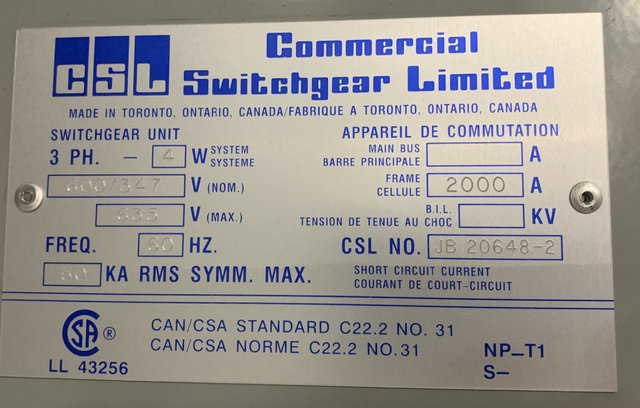 CSL Commercial
Switchgear Limited
MADE IN TORONTO, ONTARIO, CANADA/FABRIQUE A TORONTO, ONTARIO, CANADA
SWITCHGEAR UNIT
3 PH. - 4 W SYSTEM SYSTEME
600/347 V (NOM.)
635 V (MAX.)
FREQ. 60 HZ.
KA RMS SYMM. MAX.
APPAREIL DE COMMUTATION
MAIN BUS
BARRE PRINCIPALE A
FRAME
CELLULE 2000 A
B.I.L.
TENSION DE TENUE AU CHOC KV
CSL NO. JB 20648-2
SHORT CIRCUIT CURRENT
COURANT DE COURT-CIRCUIT
CSA ®
LL 43256
CAN/CSA STANDARD C22.2 NO. 31
CAN/CSA NORME C22.2 NO. 31
NP-T1
S-